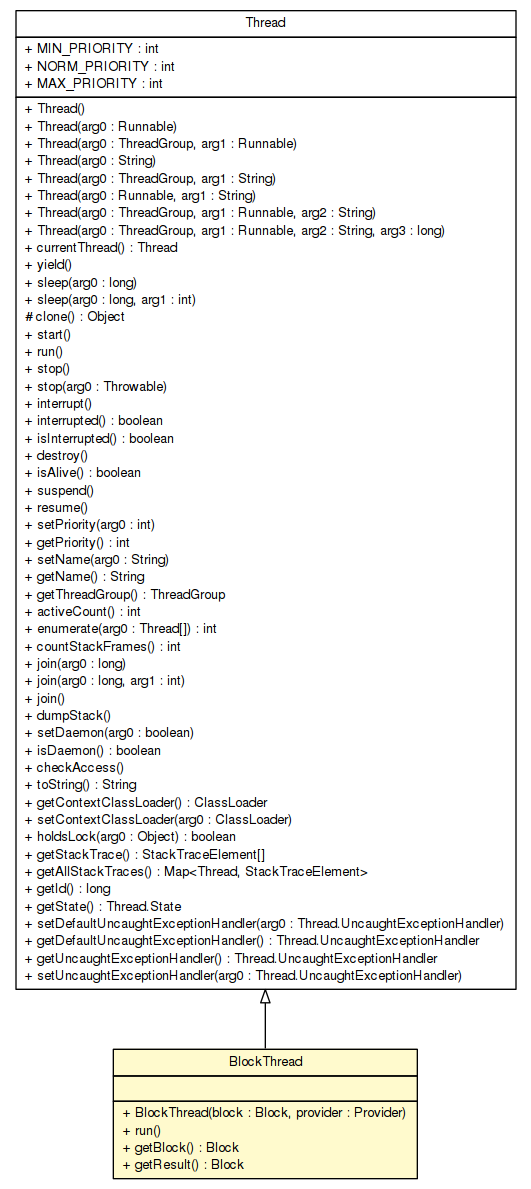 Thread
+ MIN_PRIORITY : int
+ NORM_PRIORITY : int
+ MAX_PRIORITY : int
+ Thread()
+ Thread(arg0 : Runnable)
+ Thread(arg0 : ThreadGroup, arg1 : Runnable)
+ Thread(arg0 : String)
+ Thread(arg0 : ThreadGroup, arg1 : String)
+ Thread(arg0 : Runnable, arg1 : String)
+ Thread(arg0 : ThreadGroup, arg1 : Runnable, arg2 : String)
+ Thread(arg0 : ThreadGroup, arg1 : Runnable, arg2 : String, arg3 : long)
+ currentThread() : Thread
+ yield()
+ sleep(arg0 : long)
+ sleep(arg0 : long, arg1 : int)
# clone() : Object
+ start()
+ run()
+ stop()
+ stop(arg0 : Throwable)
+ interrupt()
+ interrupted() : boolean
+ isInterrupted() : boolean
+ destroy()
+ isAlive() : boolean
+ suspend()
+ resume()
+ setPriority(arg0 : int)
+ getPriority() : int
+ setName(arg0 : String)
+ getName() : String
+ getThreadGroup() : ThreadGroup
+ activeCount() : int
+ enumerate(arg0 : Thread[]) : int
+ countStackFrames() : int
+ join(arg0 : long)
+ join(arg0 : long, arg1 : int)
+ join()
+ dumpStack()
+ setDaemon(arg0 : boolean)
+ isDaemon() : boolean
+ checkAccess()
+ toString() : String
+ getContextClassLoader() : ClassLoader
+ setContextClassLoader(arg0 : ClassLoader)
+ holdsLock(arg0 : Object) : boolean
+ getStackTrace() : StackTraceElement[]
+ getAllStackTraces() : Map<Thread, StackTraceElement>
+ getId() : long
+ getState() : Thread.State
+ setDefaultUncaughtExceptionHandler(arg0 : Thread.UncaughtExceptionHandler)
+ getDefaultUncaughtExceptionHandler() : Thread.UncaughtExceptionHandler
+ getUncaughtExceptionHandler() : Thread.UncaughtExceptionHandler
+ setUncaughtExceptionHandler(arg0 : Thread.UncaughtExceptionHandler)
BlockThread
+ BlockThread(block : Block, provider : Provider)
+ run()
+ getBlock() : Block
+ getResult() : Block